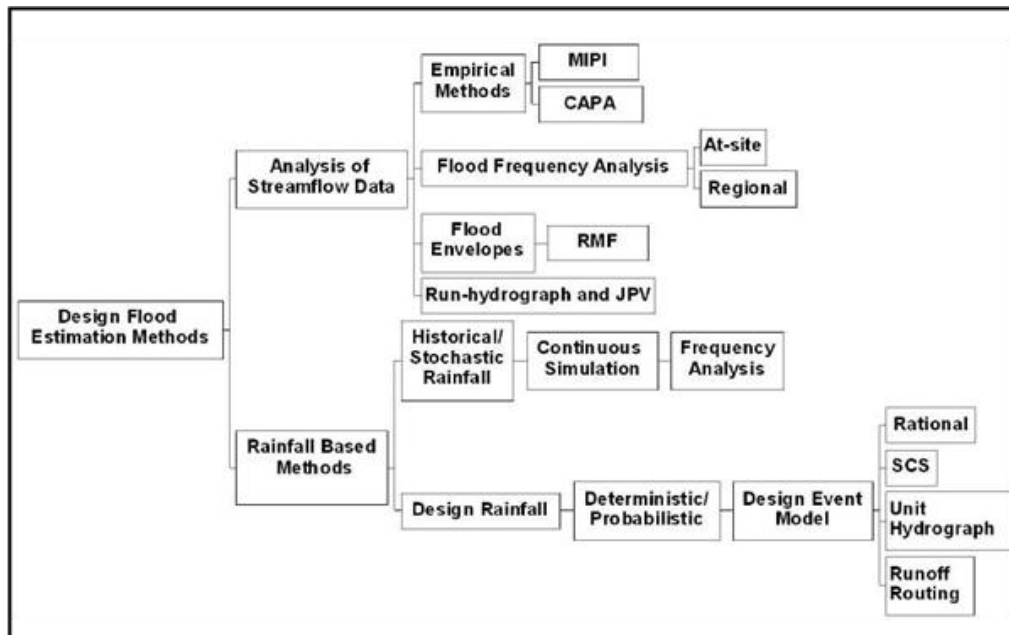 Empirical
Methods
MIPI
CAPA
Analysis of
Streamflow Data
Flood Frequency Analysis
At-site
Regional
Flood
Envelopes
RMF
Run-hydrograph and JPV
Design Flood
Estimation Methods
Historical/
Stochastic
Rainfall
Continuous
Simulation
Frequency
Analysis
Rainfall Based
Methods
Design Rainfall
Deterministic/
Probabilistic
Design Event
Model
Rational
SCS
Unit
Hydrograph
Runoff
Routing